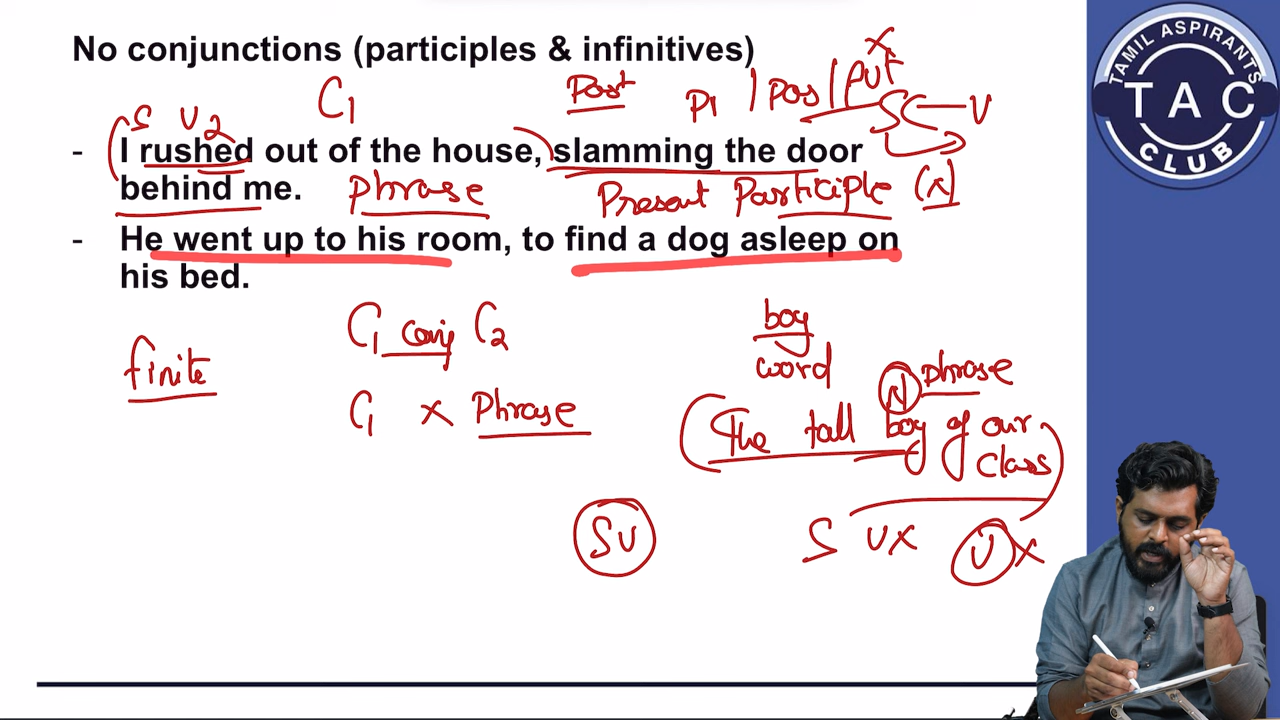 No conjunctions (participles & infinitives)
C1 Past P1 | pos | put x
S V2 SC — V
- I rushed out of the house, slamming the door
behind me. Phrase Present Participle (x)
- He went up to his room, to find a dog asleep on
his bed.
C1 conj C2 boy
finite word
C1 x Phrase (N) phrase
(The tall boy of our
class)
SV S V x V x
TAMIL ASPIRANTS
TAC
CLUB